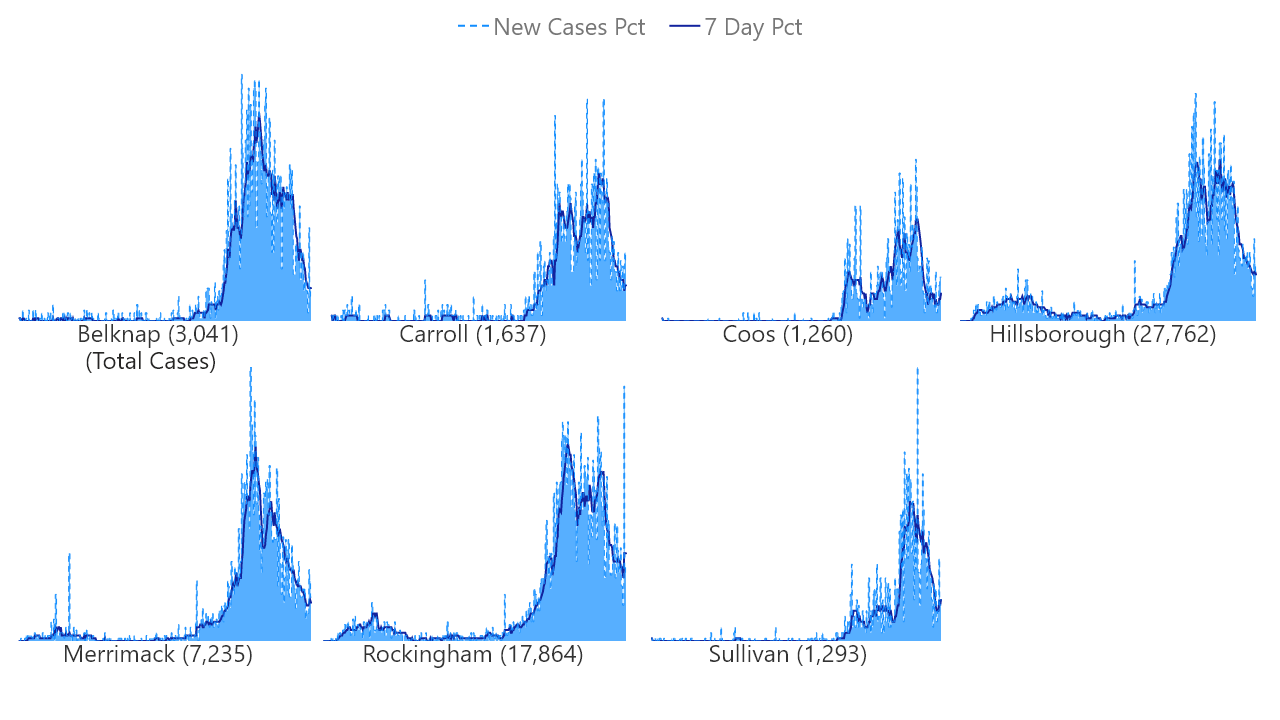 New Cases Pct 7 Day Pct
Belknap (3,041)
(Total Cases)
Carroll (1,637)
Coos (1,260)
Hillsborough (27,762)
Merrimack (7,235)
Rockingham (17,864)
Sullivan (1,293)